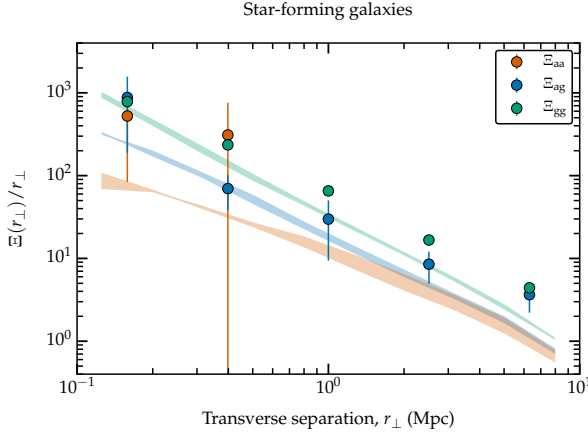 Star-forming galaxies
Ξ(r⊥)/r⊥
10³
10²
10¹
10⁰
10⁻¹
10⁰
10¹
Transverse separation, r⊥ (Mpc)
Ξaa
Ξag
Ξgg